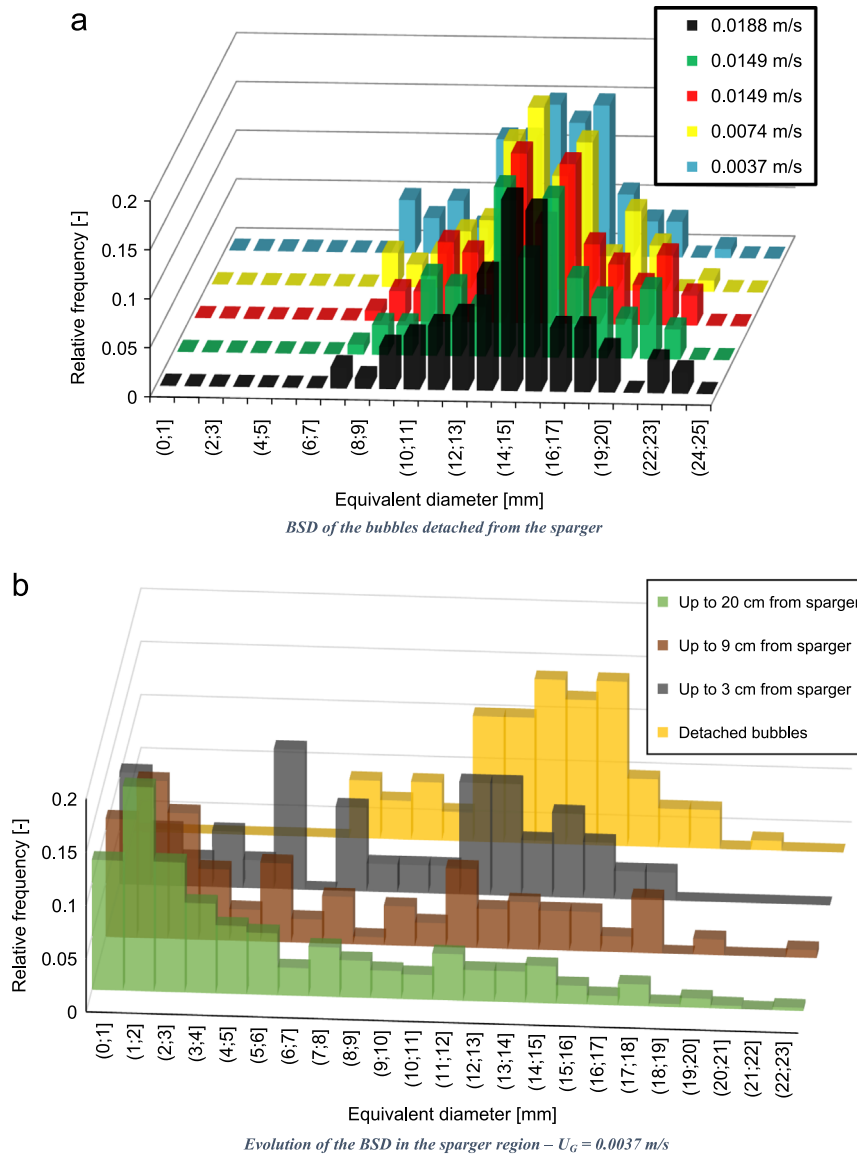 a
0.0188 m/s
0.0149 m/s
0.0149 m/s
0.0074 m/s
0.0037 m/s
Relative frequency [-]
0.2
0.15
0.1
0.05
0
(0;1]
(2;3]
(4;5]
(6;7]
(8;9]
(10;11]
(12;13]
(14;15]
(16;17]
(19;20]
(22;23]
(24;25]
Equivalent diameter [mm]
BSD of the bubbles detached from the sparger
b
Up to 20 cm from sparger
Up to 9 cm from sparger
Up to 3 cm from sparger
Detached bubbles
Relative frequency [-]
0.2
0.15
0.1
0.05
0
(0;1]
(1;2]
(2;3]
(3;4]
(4;5]
(5;6]
(6;7]
(7;8]
(8;9]
(9;10]
(10;11]
(11;12]
(12;13]
(13;14]
(14;15]
(15;16]
(16;17]
(17;18]
(18;19]
(19;20]
(20;21]
(21;22]
(22;23]
Equivalent diameter [mm]
Evolution of the BSD in the sparger region – U_G = 0.0037 m/s